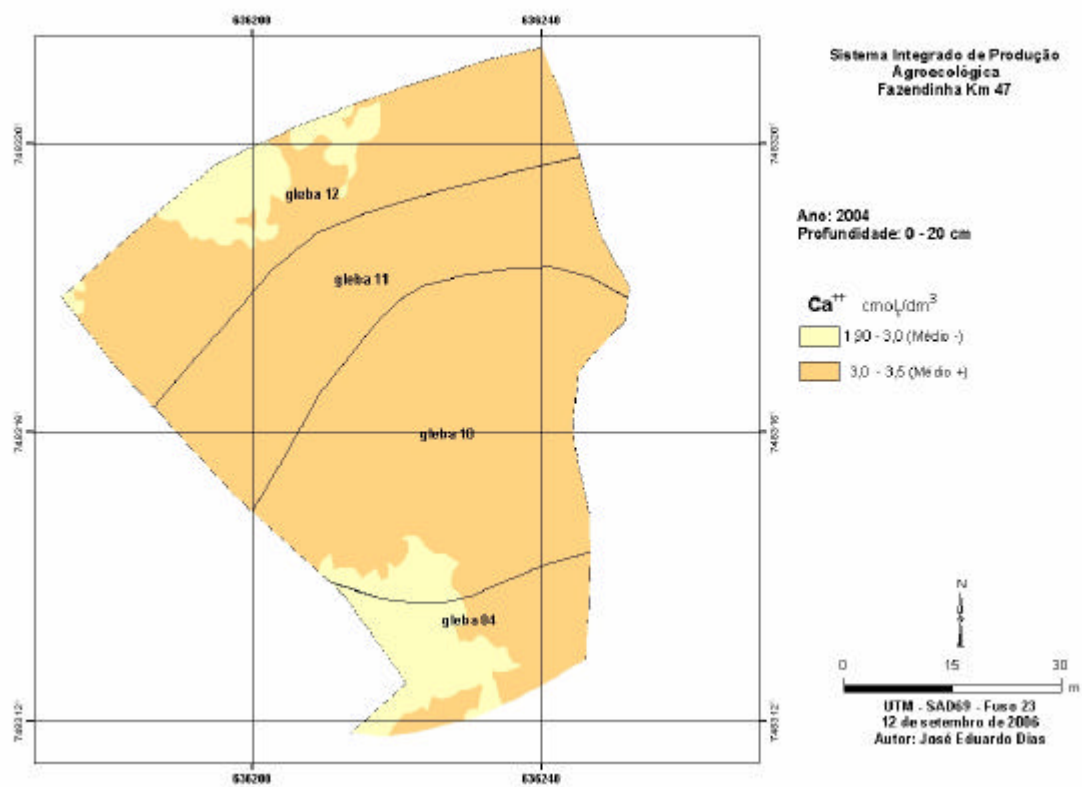 636200
636240
Sistema Integrado de Produção
Agroecológica
Fazendinha Km 47
gleba 12
Ano: 2004
Profundidade: 0 - 20 cm
gleba 11
Ca++ cmol/dm3
1,90 - 3,0 (Médio -)
3,0 - 3,5 (Médio +)
gleba 10
gleba 04
N
0 15 30
m
UTM - SAD69 - Fuso 23
12 de setembro de 2006
Autor: José Eduardo Dias
636200
636240